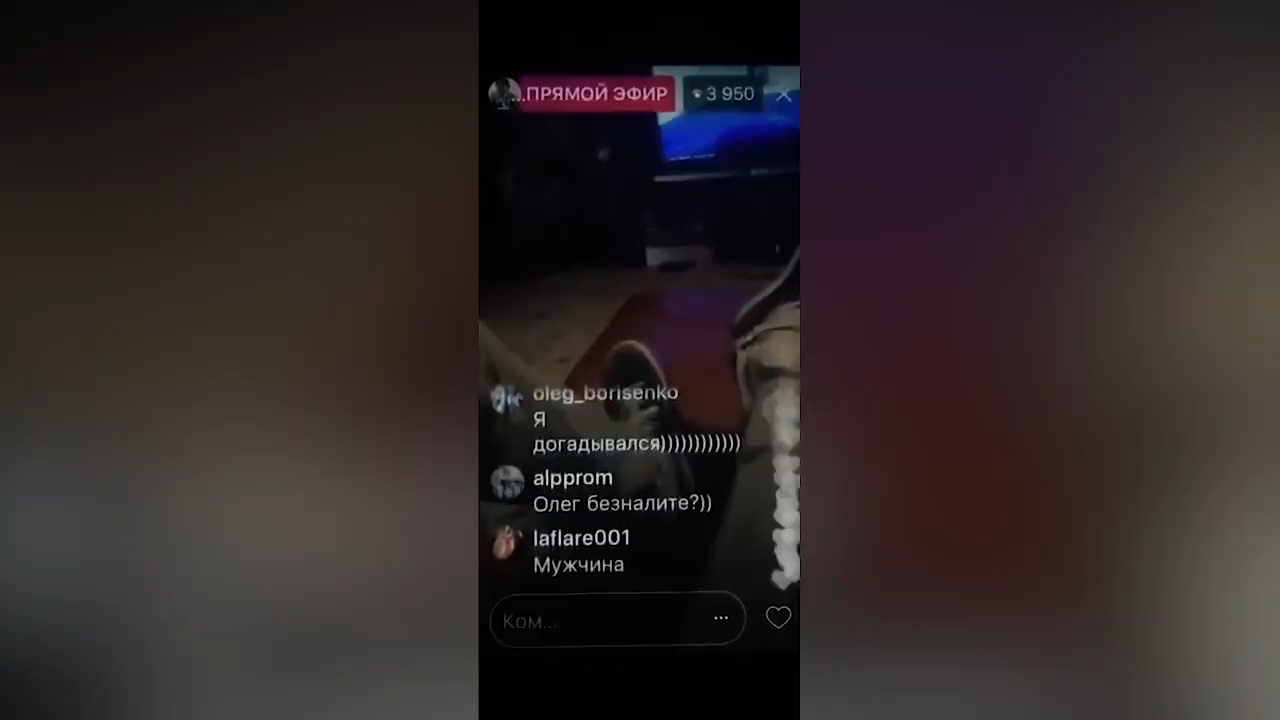 ...ПРЯМОЙ ЭФИР
3 950
oleg_borisenko
Я
догадывался))))))))))))
alpprom
Олег безналите?))
laflare001
Мужчина
Ком...